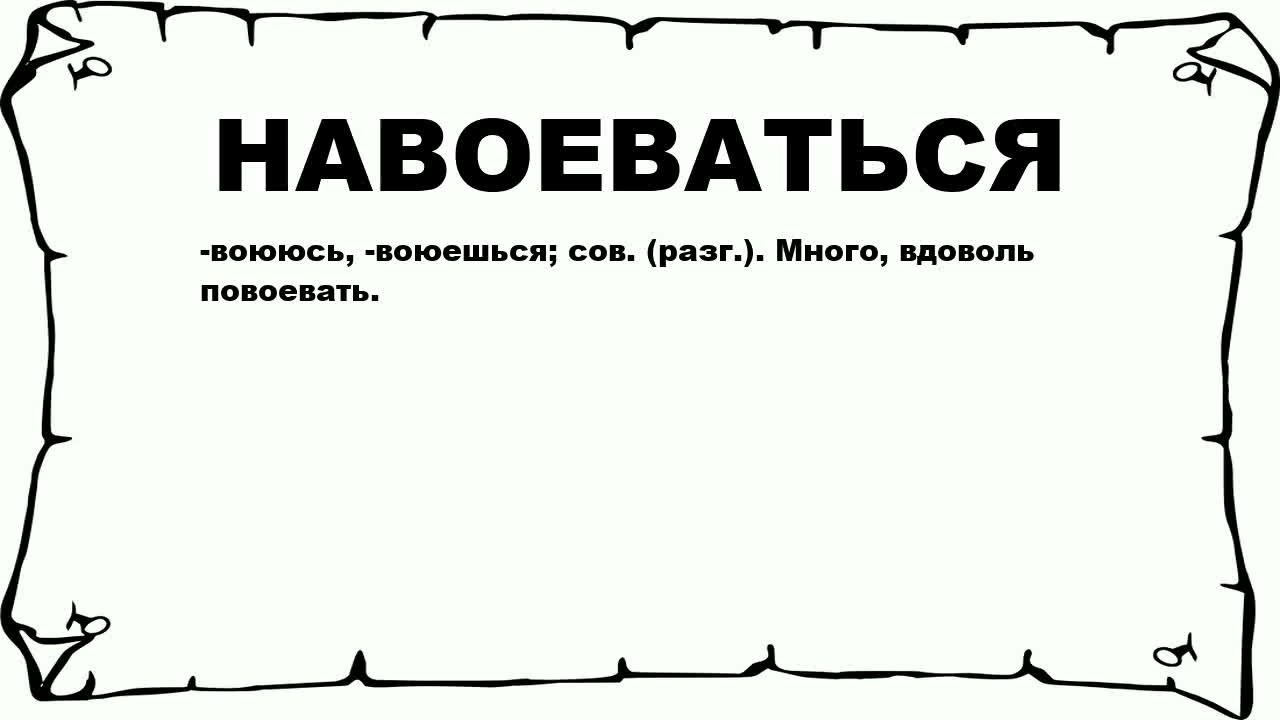 НАВОЕВАТЬСЯ
-воююсь, -воюешься; сов. (разг.). Много, вдоволь
повоевать.